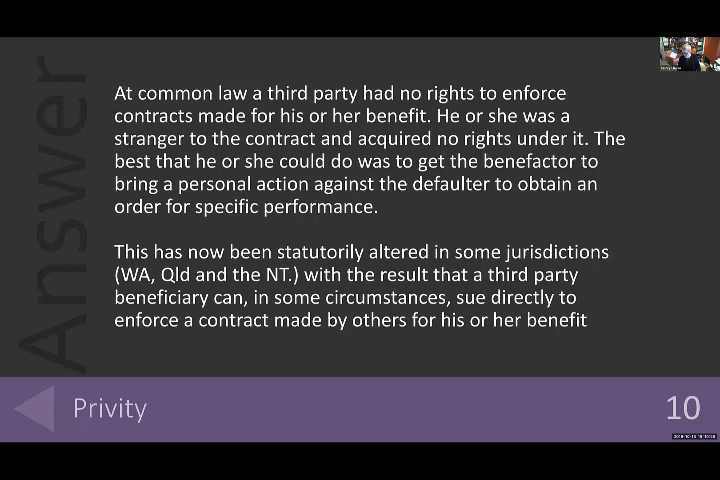 Answer
At common law a third party had no rights to enforce
contracts made for his or her benefit. He or she was a
stranger to the contract and acquired no rights under it. The
best that he or she could do was to get the benefactor to
bring a personal action against the defaulter to obtain an
order for specific performance.
This has now been statutorily altered in some jurisdictions
(WA, Qld and the NT.) with the result that a third party
beneficiary can, in some circumstances, sue directly to
enforce a contract made by others for his or her benefit
Privity
10